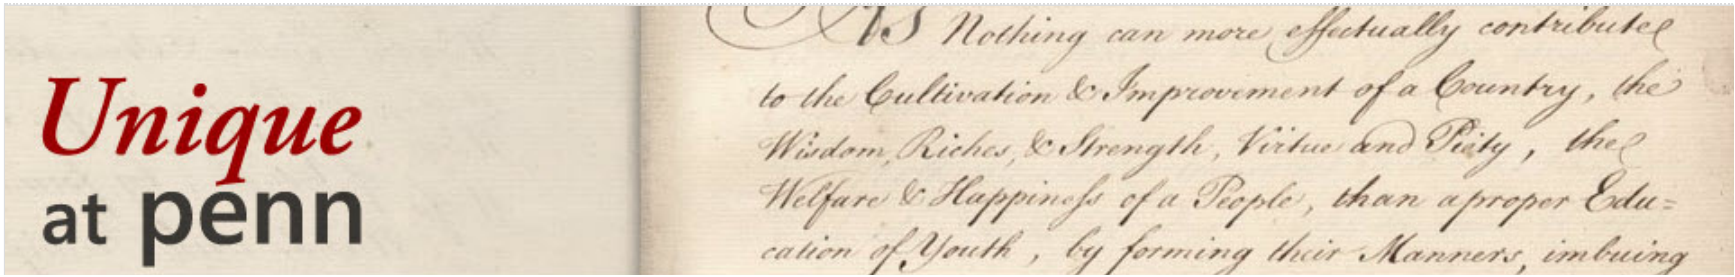 Unique
at penn
As Nothing can more effectually contribute
to the Cultivation & Improvement of a Country, the
Wisdom, Riches, & Strength, Virtue and Piety, the
Welfare & Happineſs of a People, than a proper Edu=
cation of Youth, by forming their Manners, imbuing